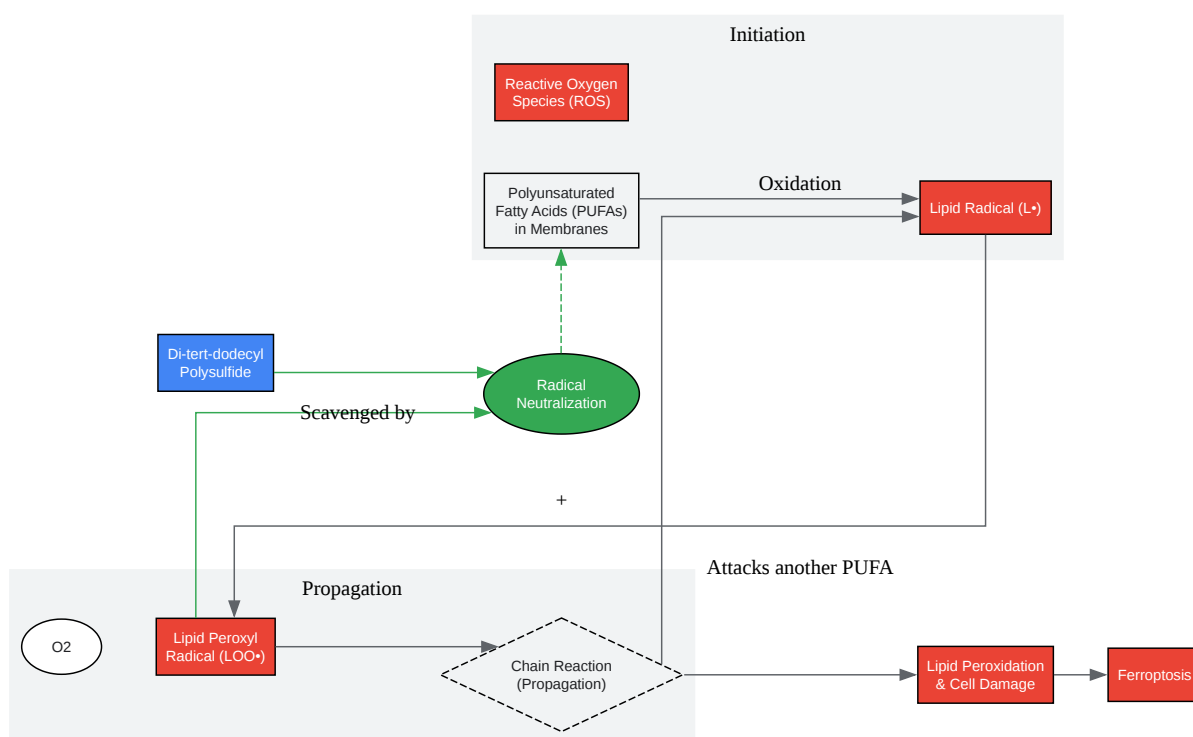 Initiation
Reactive Oxygen
Species (ROS)
Polyunsaturated
Fatty Acids (PUFAs)
in Membranes
Oxidation
Lipid Radical (L•)
Di-tert-dodecyl
Polysulfide
Radical
Neutralization
Scavenged by
+
Attacks another PUFA
Propagation
O2
Lipid Peroxyl
Radical (LOO•)
Chain Reaction
(Propagation)
Lipid Peroxidation
& Cell Damage
Ferroptosis